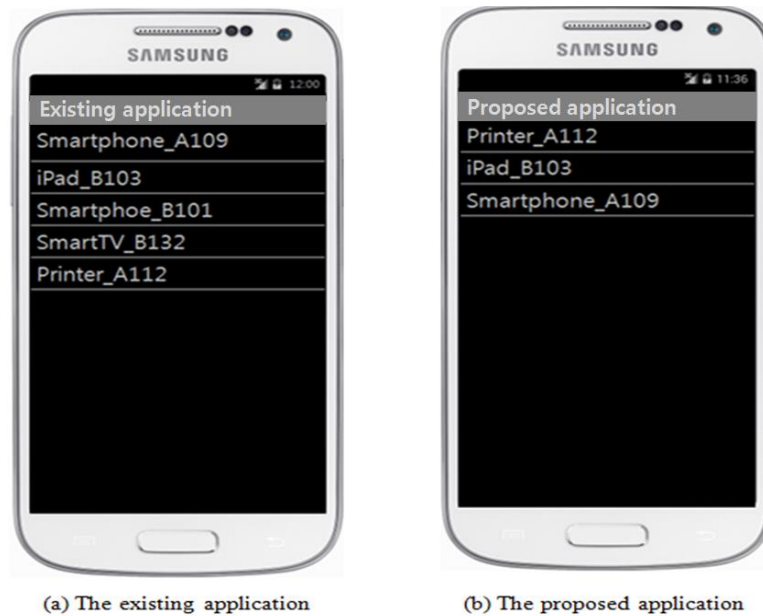 SAMSUNG
12:00
Existing application
Smartphone_A109
iPad_B103
Smartphoe_B101
SmartTV_B132
Printer_A112
(a) The existing application
SAMSUNG
11:36
Proposed application
Printer_A112
iPad_B103
Smartphone_A109
(b) The proposed application